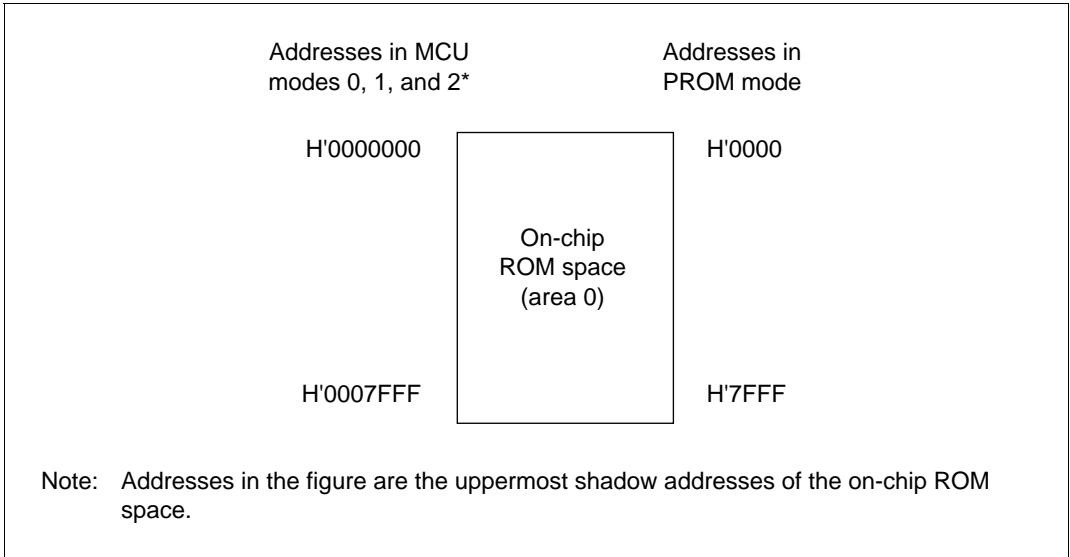 Addresses in MCU
modes 0, 1, and 2*
Addresses in
PROM mode
H'0000000
H'0000
On-chip
ROM space
(area 0)
H'0007FFF
H'7FFF
Note: Addresses in the figure are the uppermost shadow addresses of the on-chip ROM
space.